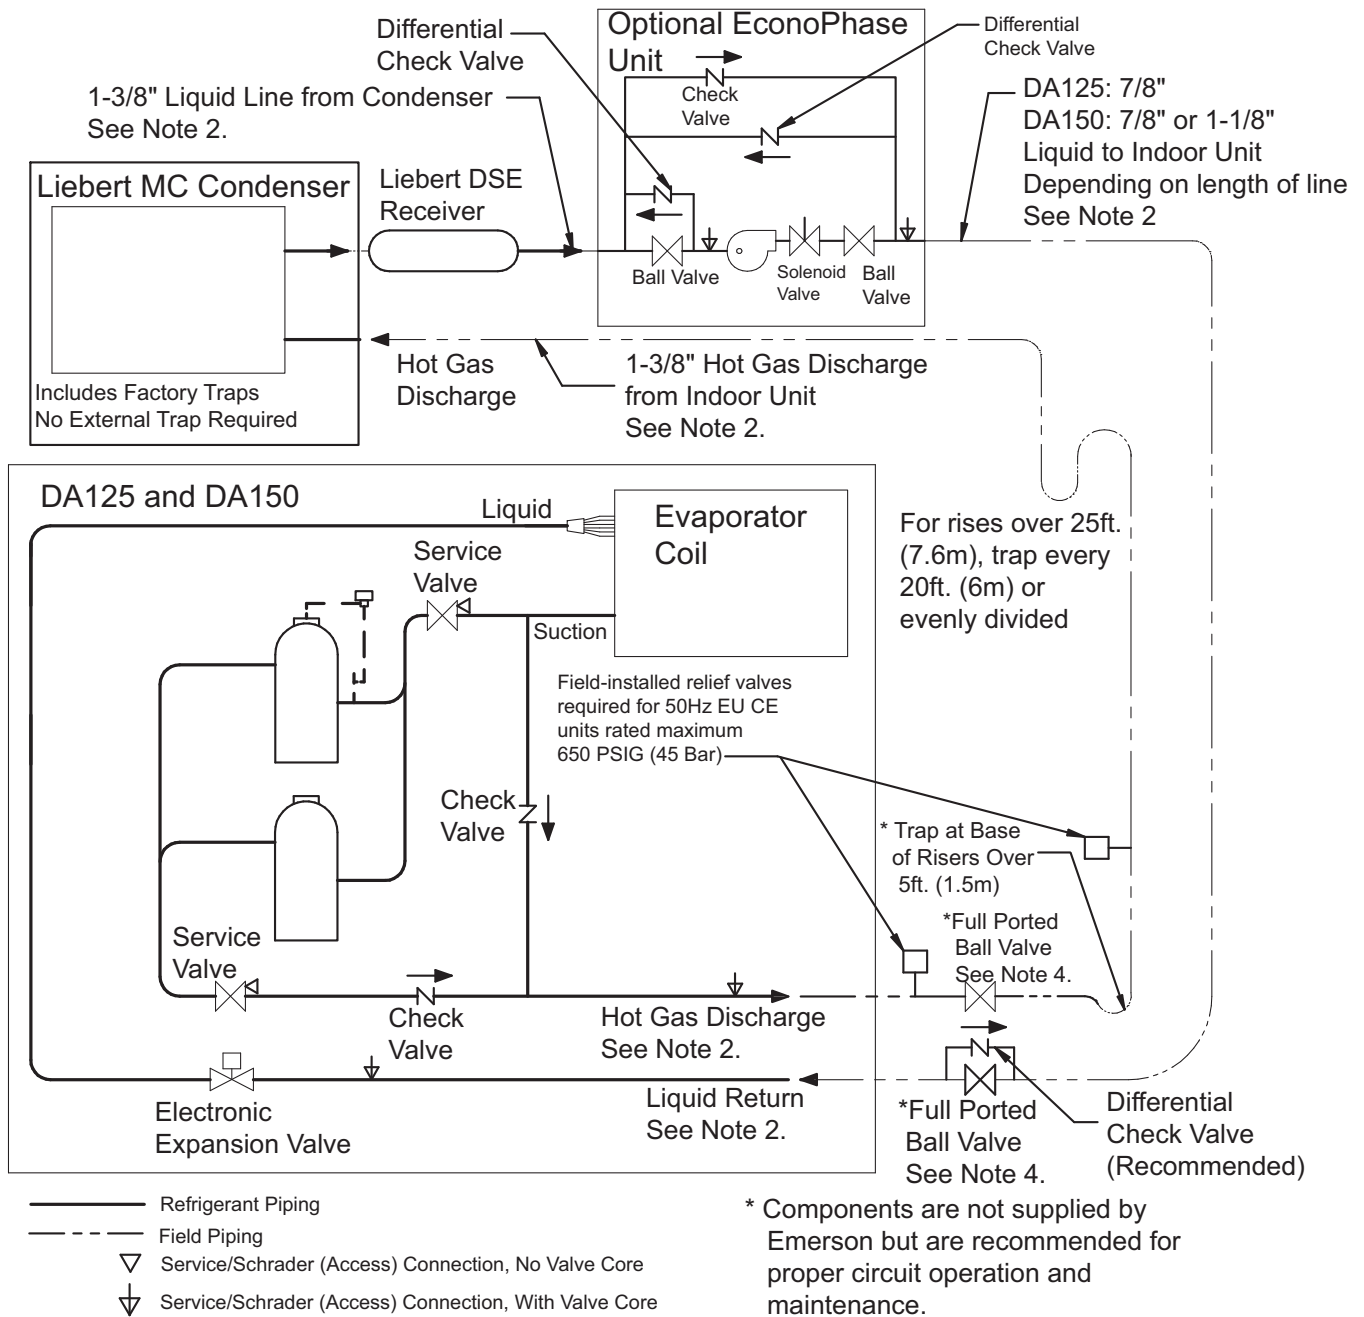 Differential
Check Valve
Optional EconoPhase
Unit
Differential
Check Valve
1-3/8" Liquid Line from Condenser
See Note 2.
Check
Valve
DA125: 7/8"
DA150: 7/8" or 1-1/8"
Liquid to Indoor Unit
Depending on length of line
See Note 2
Liebert MC Condenser
Liebert DSE
Receiver
Ball Valve
Solenoid
Valve
Ball
Valve
Hot Gas
Discharge
1-3/8" Hot Gas Discharge
from Indoor Unit
See Note 2.
Includes Factory Traps
No External Trap Required
DA125 and DA150
Liquid
Evaporator
Coil
Service
Valve
Suction
For rises over 25ft.
(7.6m), trap every
20ft. (6m) or
evenly divided
Field-installed relief valves
required for 50Hz EU CE
units rated maximum
650 PSIG (45 Bar)
Check
Valve
* Trap at Base
of Risers Over
5ft. (1.5m)
*Full Ported
Ball Valve
See Note 4.
Service
Valve
Check
Valve
Hot Gas Discharge
See Note 2.
Electronic
Expansion Valve
Liquid Return
See Note 2.
*Full Ported
Ball Valve
See Note 4.
Differential
Check Valve
(Recommended)
Refrigerant Piping
Field Piping
Service/Schrader (Access) Connection, No Valve Core
Service/Schrader (Access) Connection, With Valve Core
* Components are not supplied by
Emerson but are recommended for
proper circuit operation and
maintenance.